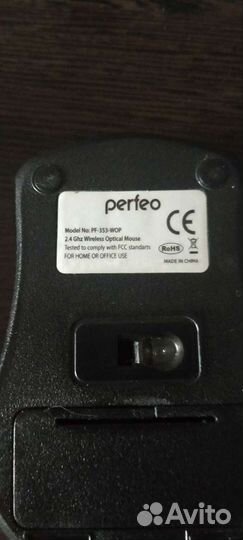 perfeo
Model No: PF-353-WOP
2.4 Ghz Wireless Optical Mouse
Tested to comply with FCC standarts
FOR HOME OR OFFICE USE
CE
RoHS
MADE IN CHINA
Avito